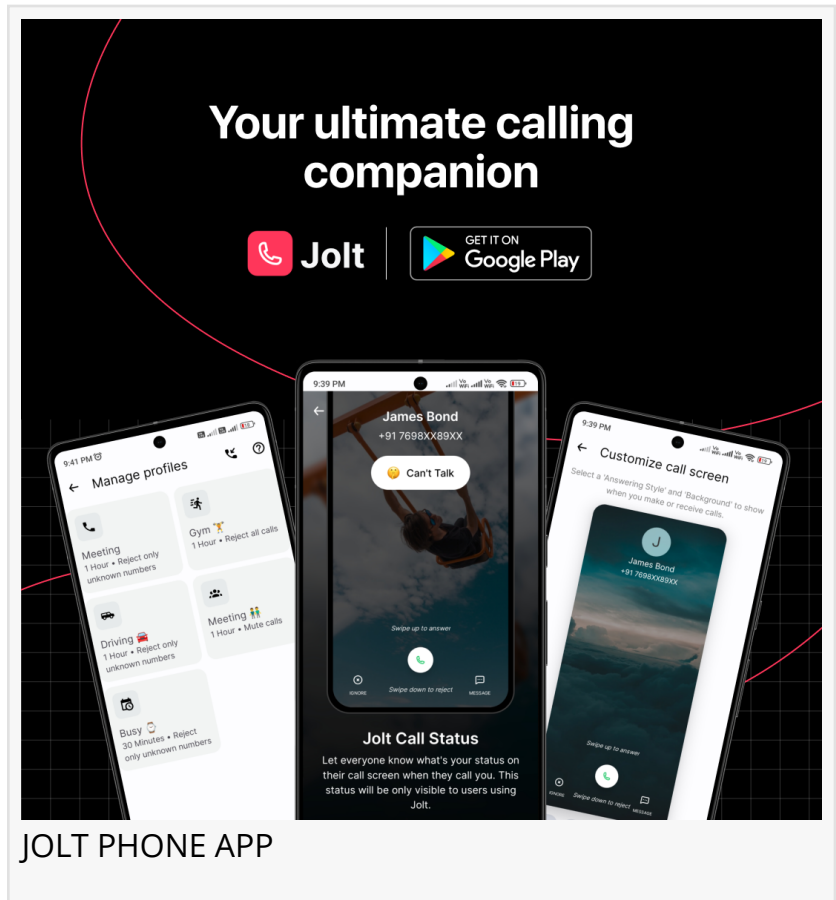 Your ultimate calling
companion
Jolt
GET IT ON
Google Play
9:41 PM
Manage profiles
Meeting
1 Hour • Reject only
unknown numbers
Gym 🏋️
1 Hour • Reject all calls
Driving 🚘
1 Hour • Reject only
unknown numbers
Meeting 👬
1 Hour • Mute calls
Busy ⌚
30 Minutes • Reject
only unknown numbers
9:39 PM
James Bond
+91 7698XX89XX
🤫 Can't Talk
Swipe up to answer
IGNORE
Swipe down to reject
MESSAGE
Jolt Call Status
Let everyone know what's your status on
their call screen when they call you. This
status will be only visible to users using
Jolt.
9:39 PM
Customize call screen
Select a 'Answering Style' and 'Background' to show
when you make or receive calls.
J
James Bond
+91 7698XX89XX
Swipe up to answer
IGNORE
Swipe down to reject
MESSAGE
JOLT PHONE APP